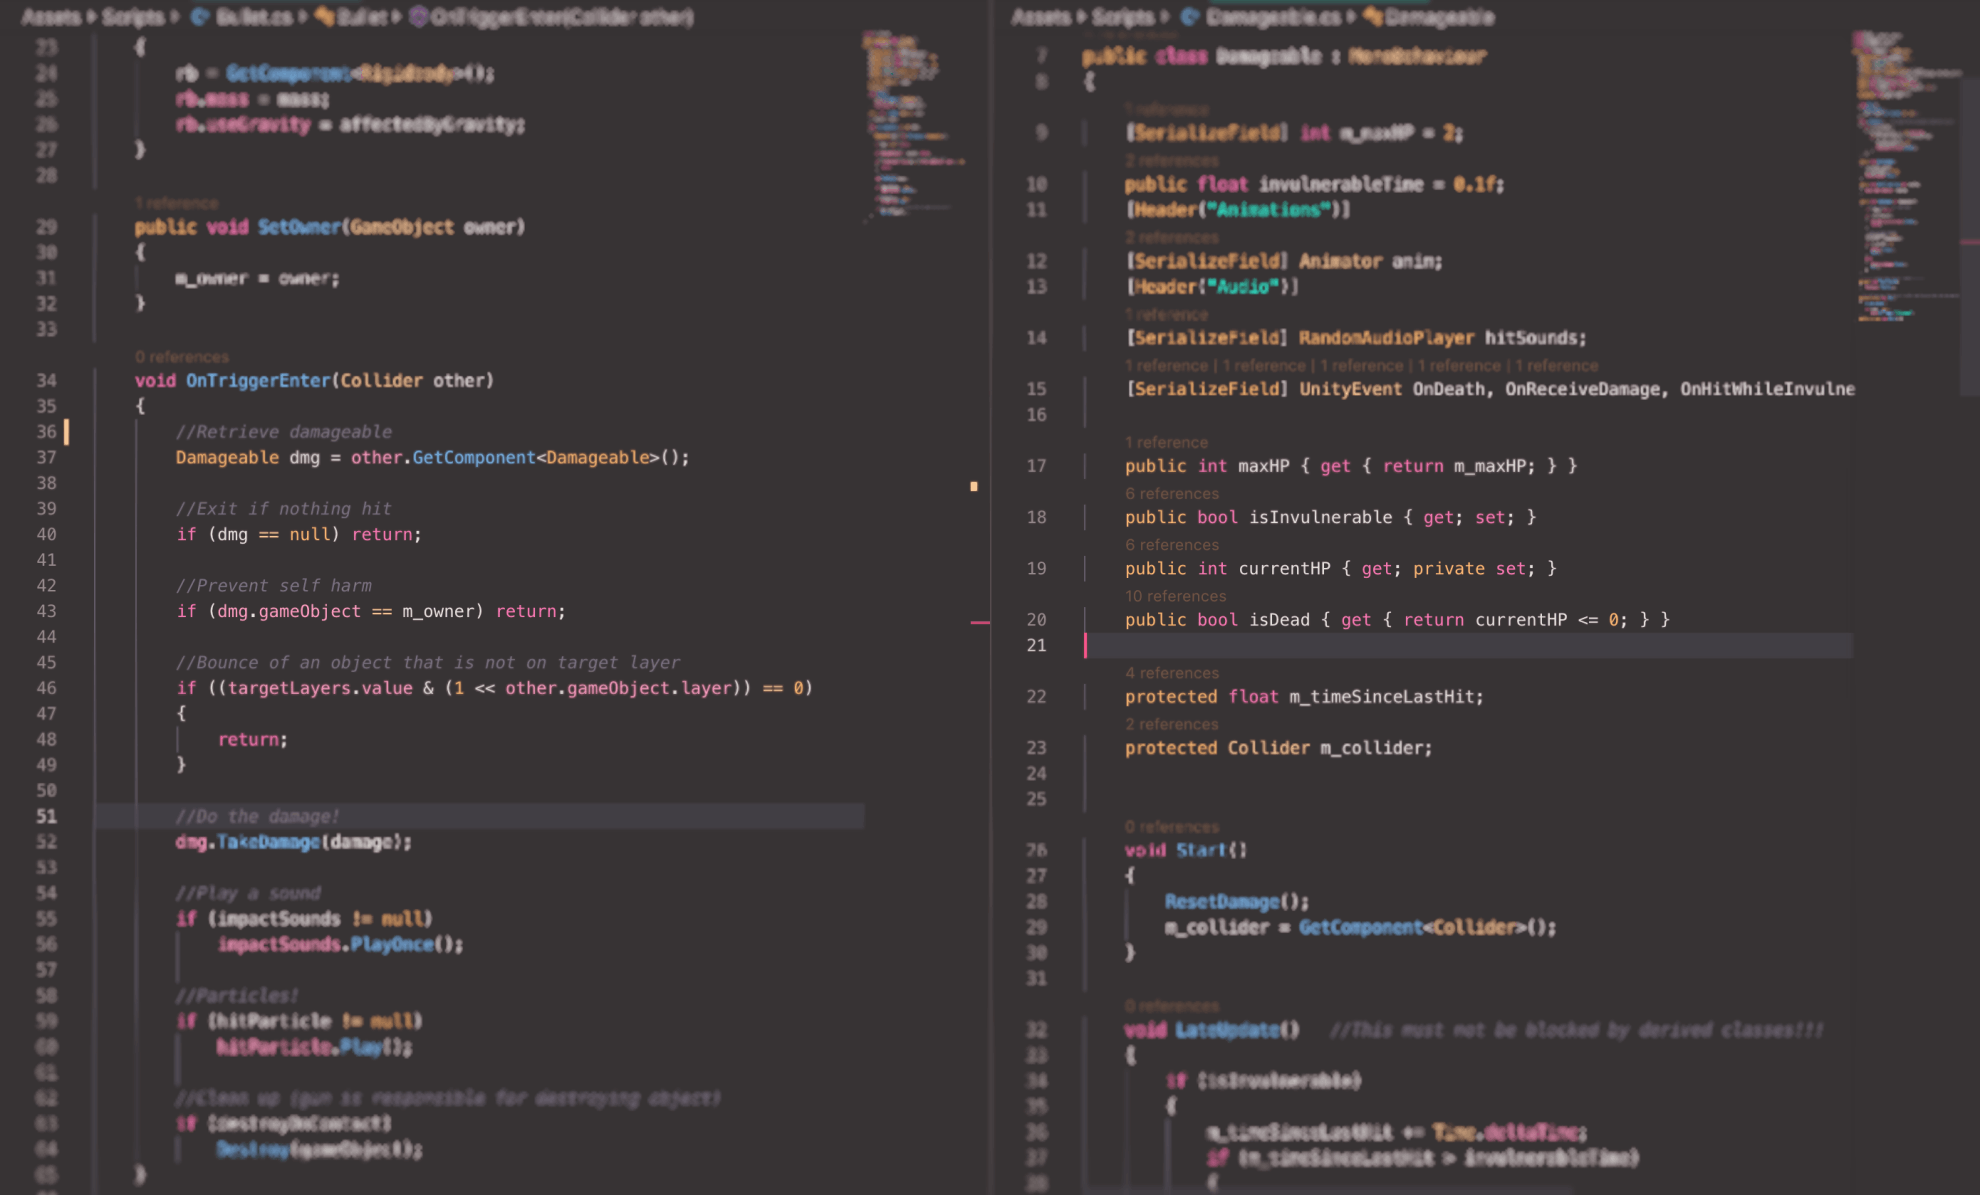 Assets Scripts Bullet.cs Bullet OnTriggerEnter(Collider other)
23 {
24 rb = GetComponent<Rigidbody>();
25 rb.mass = mass;
26 rb.useGravity = affectedByGravity;
27 }
28
1 reference
29 public void SetOwner(GameObject owner)
30 {
31 m_owner = owner;
32 }
33
0 references
34 void OnTriggerEnter(Collider other)
35 {
36 //Retrieve damageable
37 Damageable dmg = other.GetComponent<Damageable>();
38
39 //Exit if nothing hit
40 if (dmg == null) return;
41
42 //Prevent self harm
43 if (dmg.gameObject == m_owner) return;
44
45 //Bounce of an object that is not on target layer
46 if ((targetLayers.value & (1 << other.gameObject.layer)) == 0)
47 {
48 return;
49 }
50
51 //Do the damage!
52 dmg.TakeDamage(damage);
53
54 //Play a sound
55 if (impactSounds != null)
56 impactSounds.PlayOnce();
57
58 //Particles!
59 if (hitParticle != null)
60 hitParticle.Play();
61
62 //Clean up (gun is responsible for destroying object)
63 if (destroyOnContact)
64 Destroy(gameObject);
65 }
Assets Scripts Damageable.cs Damageable
7 public class Damageable : MonoBehaviour
8 {
1 reference
9 [SerializeField] int m_maxHP = 2;
2 references
10 public float invulnerableTime = 0.1f;
11 [Header("Animations")]
2 references
12 [SerializeField] Animator anim;
13 [Header("Audio")]
1 reference
14 [SerializeField] RandomAudioPlayer hitSounds;
1 reference | 1 reference | 1 reference | 1 reference | 1 reference
15 [SerializeField] UnityEvent OnDeath, OnReceiveDamage, OnHitWhileInvulne
16
1 reference
17 public int maxHP { get { return m_maxHP; } }
6 references
18 public bool isInvulnerable { get; set; }
6 references
19 public int currentHP { get; private set; }
10 references
20 public bool isDead { get { return currentHP <= 0; } }
21
4 references
22 protected float m_timeSinceLastHit;
2 references
23 protected Collider m_collider;
24
25
0 references
26 void Start()
27 {
28 ResetDamage();
29 m_collider = GetComponent<Collider>();
30 }
31
0 references
32 void LateUpdate() //This must not be blocked by derived classes!!!
33 {
34 if (isInvulnerable)
35 {
36 m_timeSinceLastHit += Time.deltaTime;
37 if (m_timeSinceLastHit > invulnerableTime)
38 {